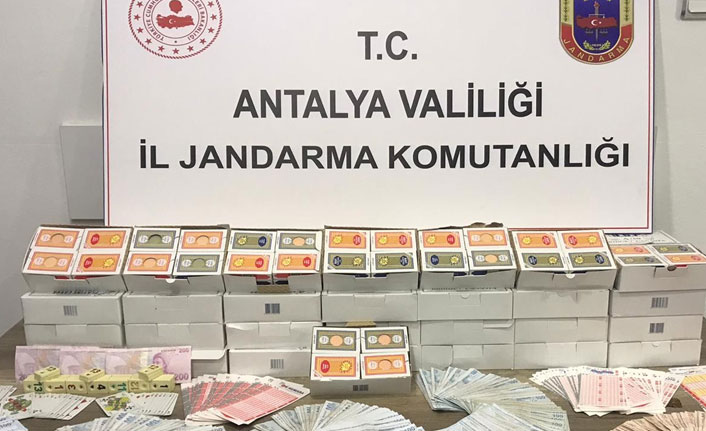 T.C.
ANTALYA VALİLİĞİ
İL JANDARMA KOMUTANLIĞI
JANDARMA